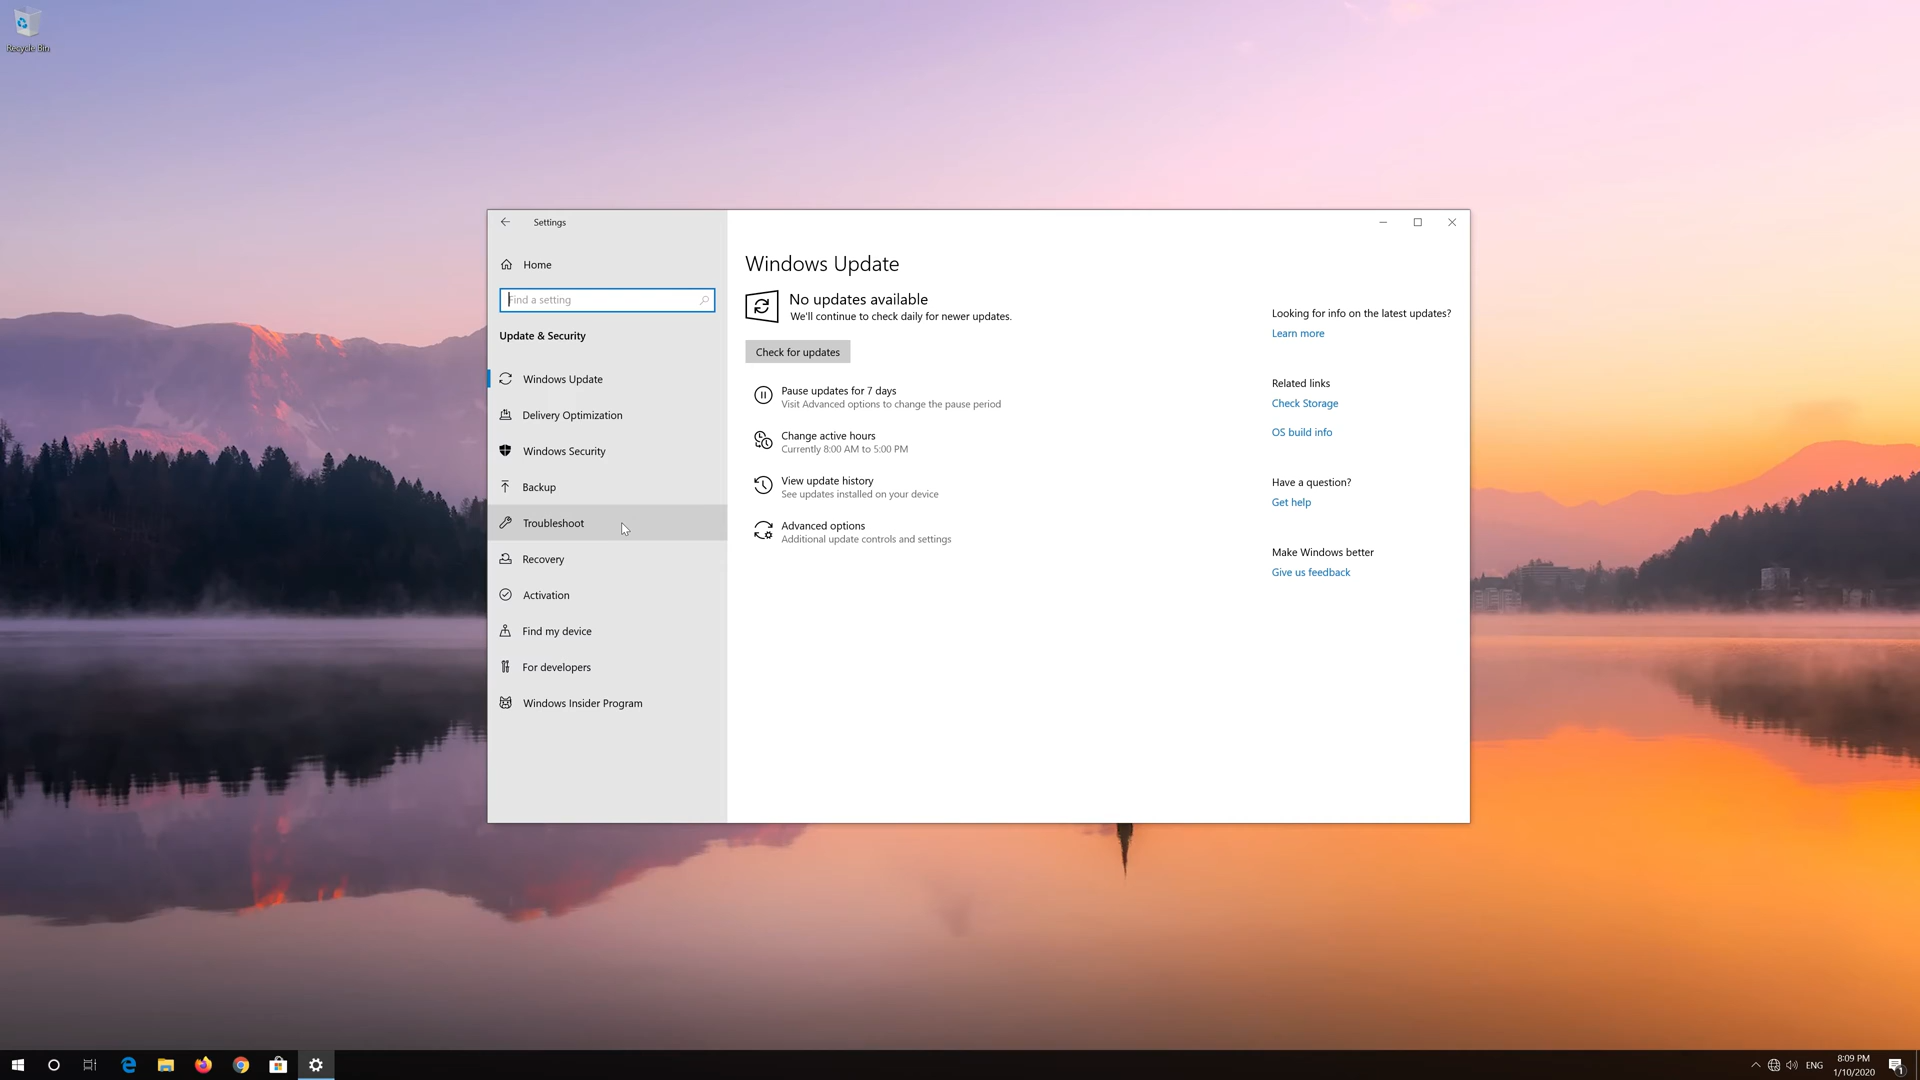 Recycle Bin
Settings
Home
Find a setting
Update & Security
Windows Update
Delivery Optimization
Windows Security
Backup
Troubleshoot
Recovery
Activation
Find my device
For developers
Windows Insider Program
Windows Update
No updates available
We'll continue to check daily for newer updates.
Check for updates
Pause updates for 7 days
Visit Advanced options to change the pause period
Change active hours
Currently 8:00 AM to 5:00 PM
View update history
See updates installed on your device
Advanced options
Additional update controls and settings
Looking for info on the latest updates?
Learn more
Related links
Check Storage
OS build info
Have a question?
Get help
Make Windows better
Give us feedback
ENG
8:09 PM
1/10/2020
1